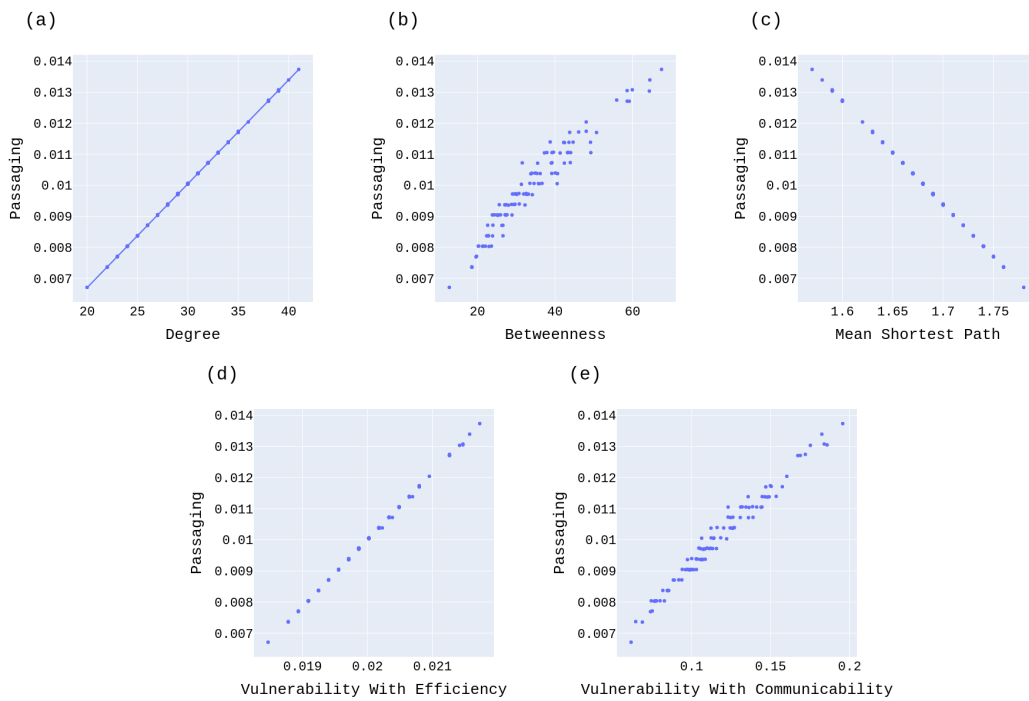 (a)
(b)
(c)
Passaging
0.014
0.013
0.012
0.011
0.01
0.009
0.008
0.007
20 25 30 35 40
Degree
Passaging
0.014
0.013
0.012
0.011
0.01
0.009
0.008
0.007
20 40 60
Betweenness
Passaging
0.014
0.013
0.012
0.011
0.01
0.009
0.008
0.007
1.6 1.65 1.7 1.75
Mean Shortest Path
(d)
(e)
Passaging
0.014
0.013
0.012
0.011
0.01
0.009
0.008
0.007
0.019 0.02 0.021
Vulnerability With Efficiency
Passaging
0.014
0.013
0.012
0.011
0.01
0.009
0.008
0.007
0.1 0.15 0.2
Vulnerability With Communicability